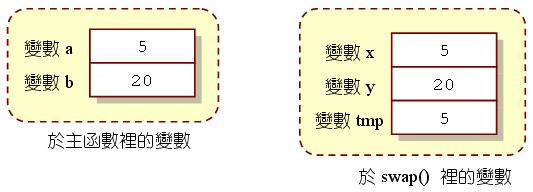 變數 a 5
變數 b 20
於主函數裡的變數
變數 x 5
變數 y 20
變數 tmp 5
於 swap() 裡的變數